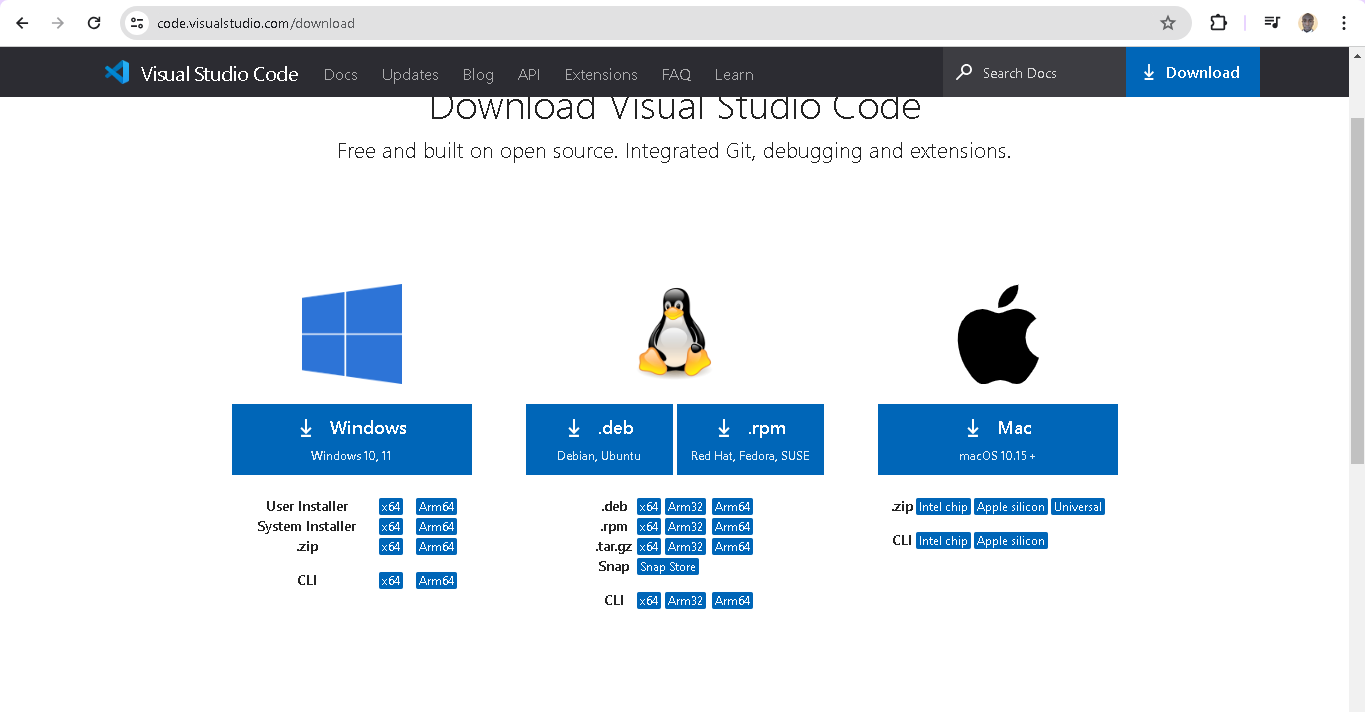 code.visualstudio.com/download
Visual Studio Code Docs Updates Blog API Extensions FAQ Learn Search Docs Download
Download Visual Studio Code
Free and built on open source. Integrated Git, debugging and extensions.
Windows
Windows 10, 11
User Installer x64 Arm64
System Installer x64 Arm64
.zip x64 Arm64
CLI x64 Arm64
.deb
Debian, Ubuntu
.rpm
Red Hat, Fedora, SUSE
.deb x64 Arm32 Arm64
.rpm x64 Arm32 Arm64
.tar.gz x64 Arm32 Arm64
Snap Snap Store
CLI x64 Arm32 Arm64
Mac
macOS 10.15+
.zip Intel chip Apple silicon Universal
CLI Intel chip Apple silicon